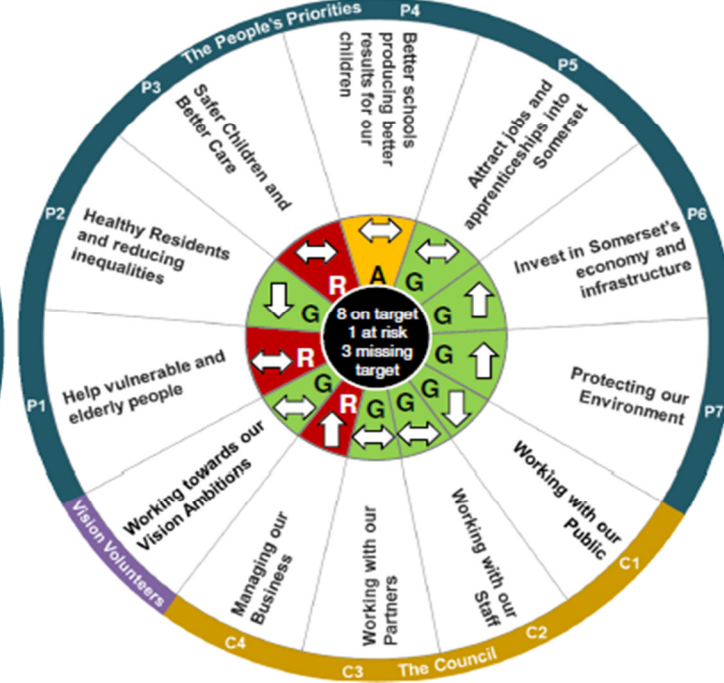 The People's Priorities
P4
Better schools
producing better
results for our
children
P5
Attract jobs and
apprenticeships into
Somerset
P6
Invest in Somerset's
economy and
infrastructure
P7
Protecting our
Environment
C1
Working with our
Public
C2
Working with our
Staff
The Council
C3
Working with our
Partners
C4
Managing our
Business
Vision Volunteers
Working towards our
Vision Ambitions
P1
Help vulnerable and
elderly people
P2
Healthy Residents
and reducing
inequalities
P3
Safer Children and
Better Care
A
G
G
G
G
G
G
R
G
R
G
R
8 on target
1 at risk
3 missing
target